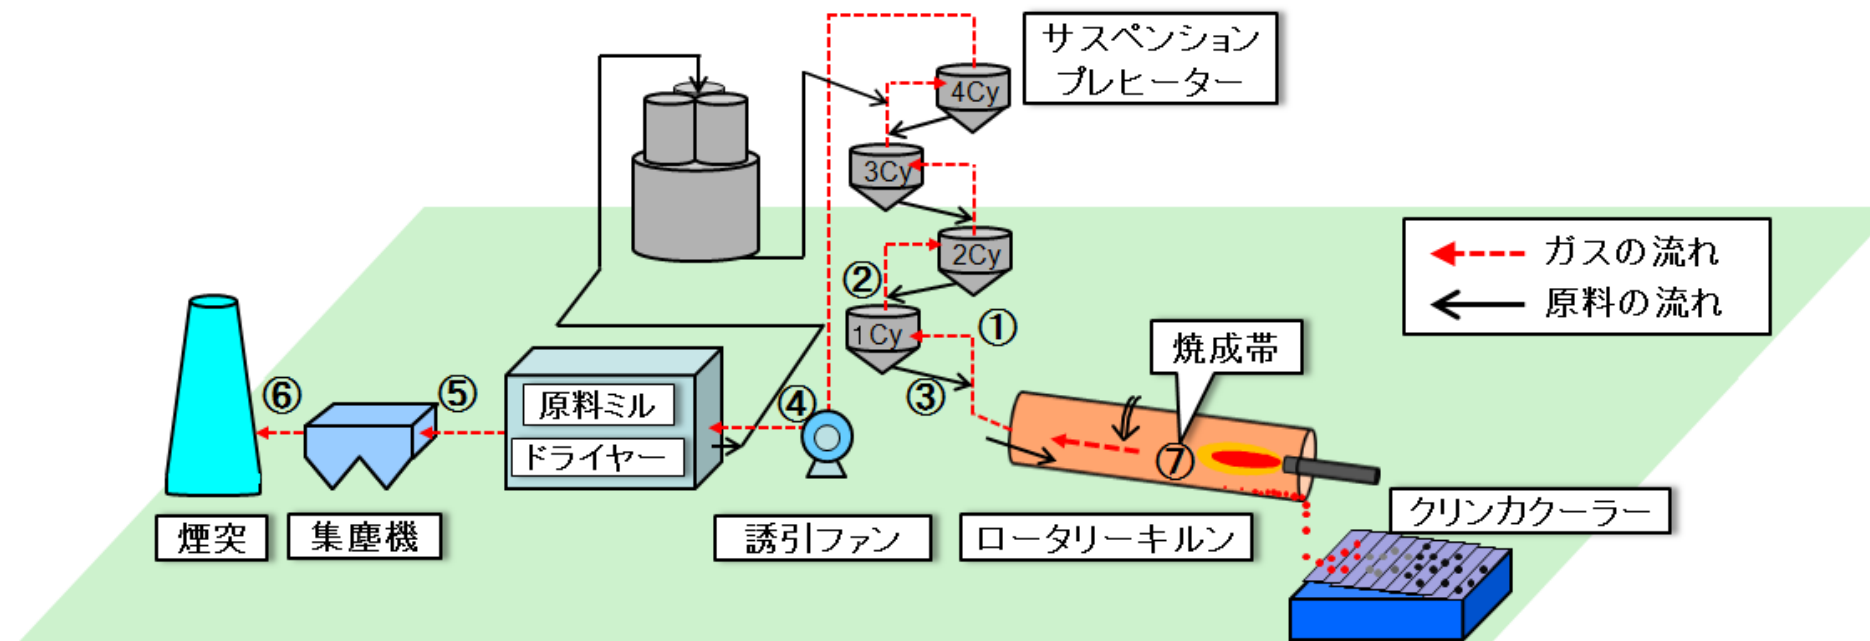 サスペンション
プレヒーター
4Cy
3Cy
2Cy
②
1Cy
①
③
ガスの流れ
原料の流れ
焼成帯
⑦
⑥
⑤
④
原料ミル
ドライヤー
煙突
集塵機
誘引ファン
ロータリーキルン
クリンカクーラー